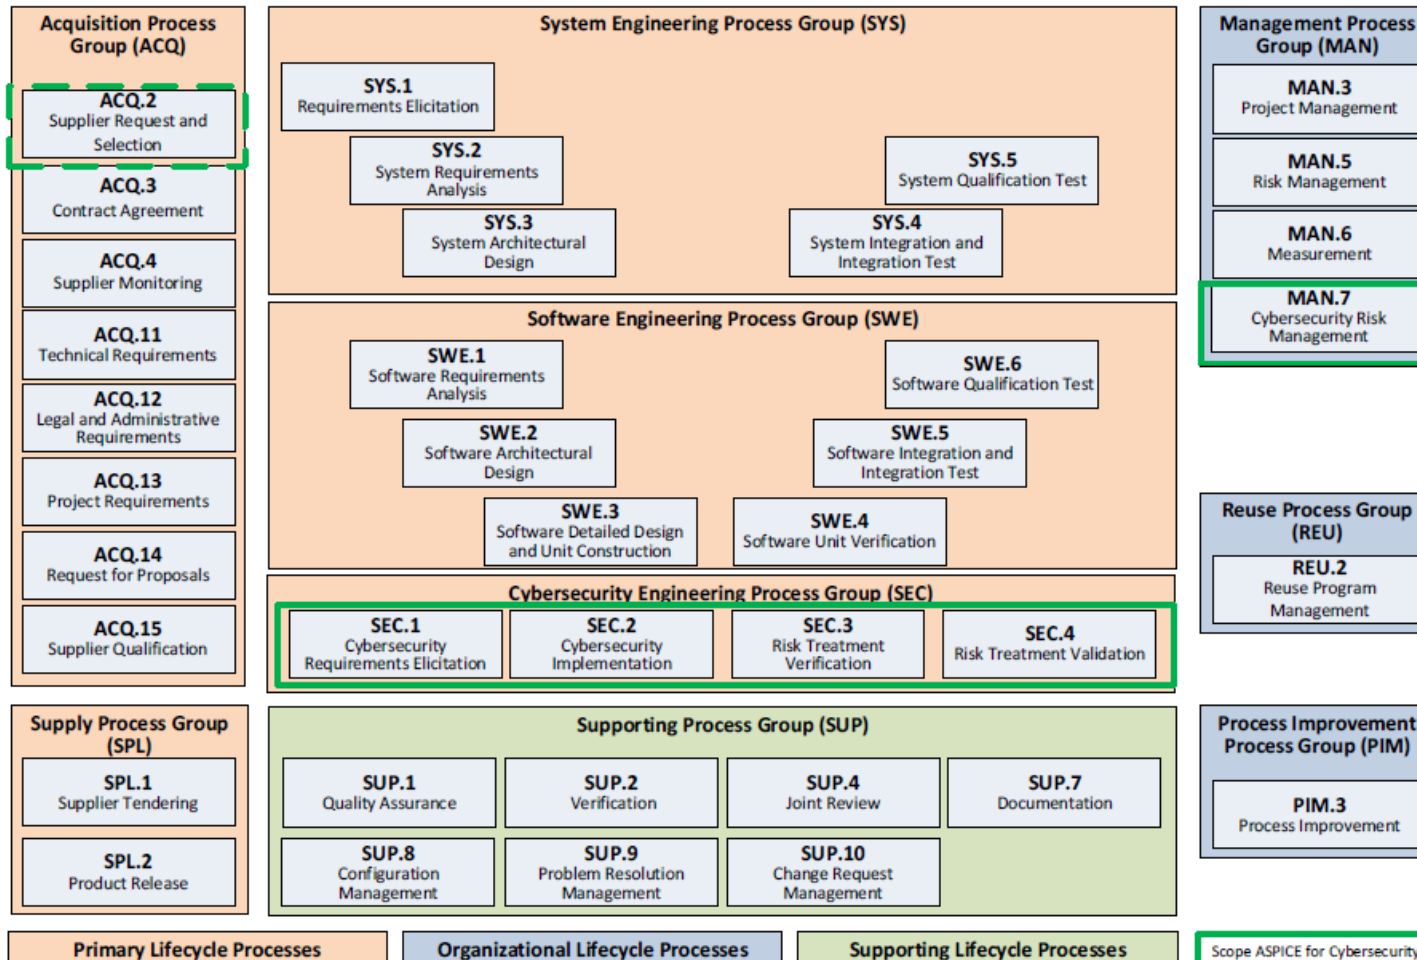 Acquisition Process
Group (ACQ)
ACQ.2
Supplier Request and
Selection
ACQ.3
Contract Agreement
ACQ.4
Supplier Monitoring
ACQ.11
Technical Requirements
ACQ.12
Legal and Administrative
Requirements
ACQ.13
Project Requirements
ACQ.14
Request for Proposals
ACQ.15
Supplier Qualification
System Engineering Process Group (SYS)
SYS.1
Requirements Elicitation
SYS.2
System Requirements
Analysis
SYS.3
System Architectural
Design
SYS.5
System Qualification Test
SYS.4
System Integration and
Integration Test
Software Engineering Process Group (SWE)
SWE.1
Software Requirements
Analysis
SWE.2
Software Architectural
Design
SWE.3
Software Detailed Design
and Unit Construction
SWE.6
Software Qualification Test
SWE.5
Software Integration and
Integration Test
SWE.4
Software Unit Verification
Cybersecurity Engineering Process Group (SEC)
SEC.1
Cybersecurity
Requirements Elicitation
SEC.2
Cybersecurity
Implementation
SEC.3
Risk Treatment
Verification
SEC.4
Risk Treatment Validation
Management Process
Group (MAN)
MAN.3
Project Management
MAN.5
Risk Management
MAN.6
Measurement
MAN.7
Cybersecurity Risk
Management
Reuse Process Group
(REU)
REU.2
Reuse Program
Management
Supply Process Group
(SPL)
SPL.1
Supplier Tendering
SPL.2
Product Release
Supporting Process Group (SUP)
SUP.1
Quality Assurance
SUP.2
Verification
SUP.4
Joint Review
SUP.7
Documentation
SUP.8
Configuration
Management
SUP.9
Problem Resolution
Management
SUP.10
Change Request
Management
Process Improvement
Process Group (PIM)
PIM.3
Process Improvement
Primary Lifecycle Processes
Organizational Lifecycle Processes
Supporting Lifecycle Processes
Scope ASPICE for Cybersecurity